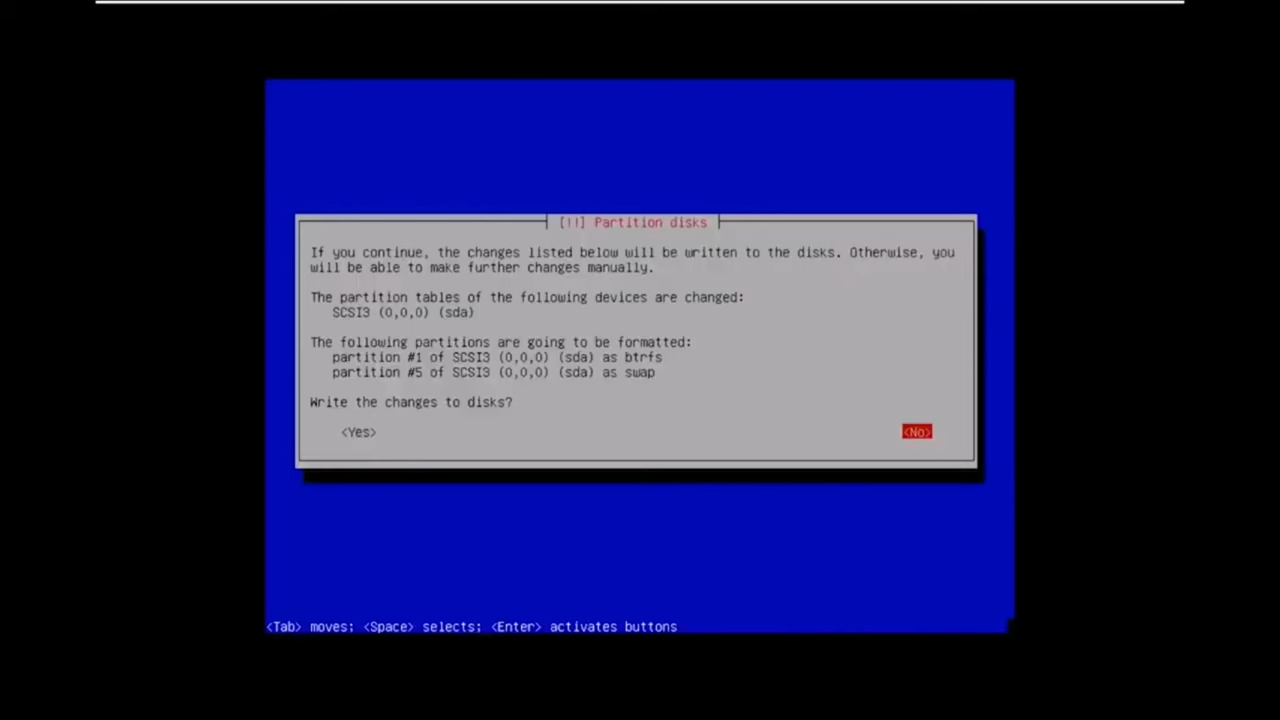 [!!] Partition disks
If you continue, the changes listed below will be written to the disks. Otherwise, you
will be able to make further changes manually.
The partition tables of the following devices are changed:
SCSI3 (0,0,0) (sda)
The following partitions are going to be formatted:
partition #1 of SCSI3 (0,0,0) (sda) as btrfs
partition #5 of SCSI3 (0,0,0) (sda) as swap
Write the changes to disks?
<Yes> <No>
<Tab> moves; <Space> selects; <Enter> activates buttons